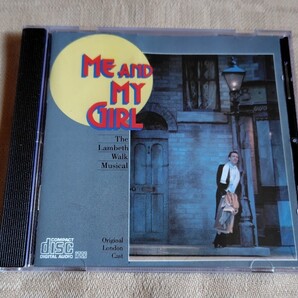 ME AND
MY
GIRL
The
Lambeth
Walk
Musical
Original
London
Cast
COMPACT
disc
DIGITAL AUDIO